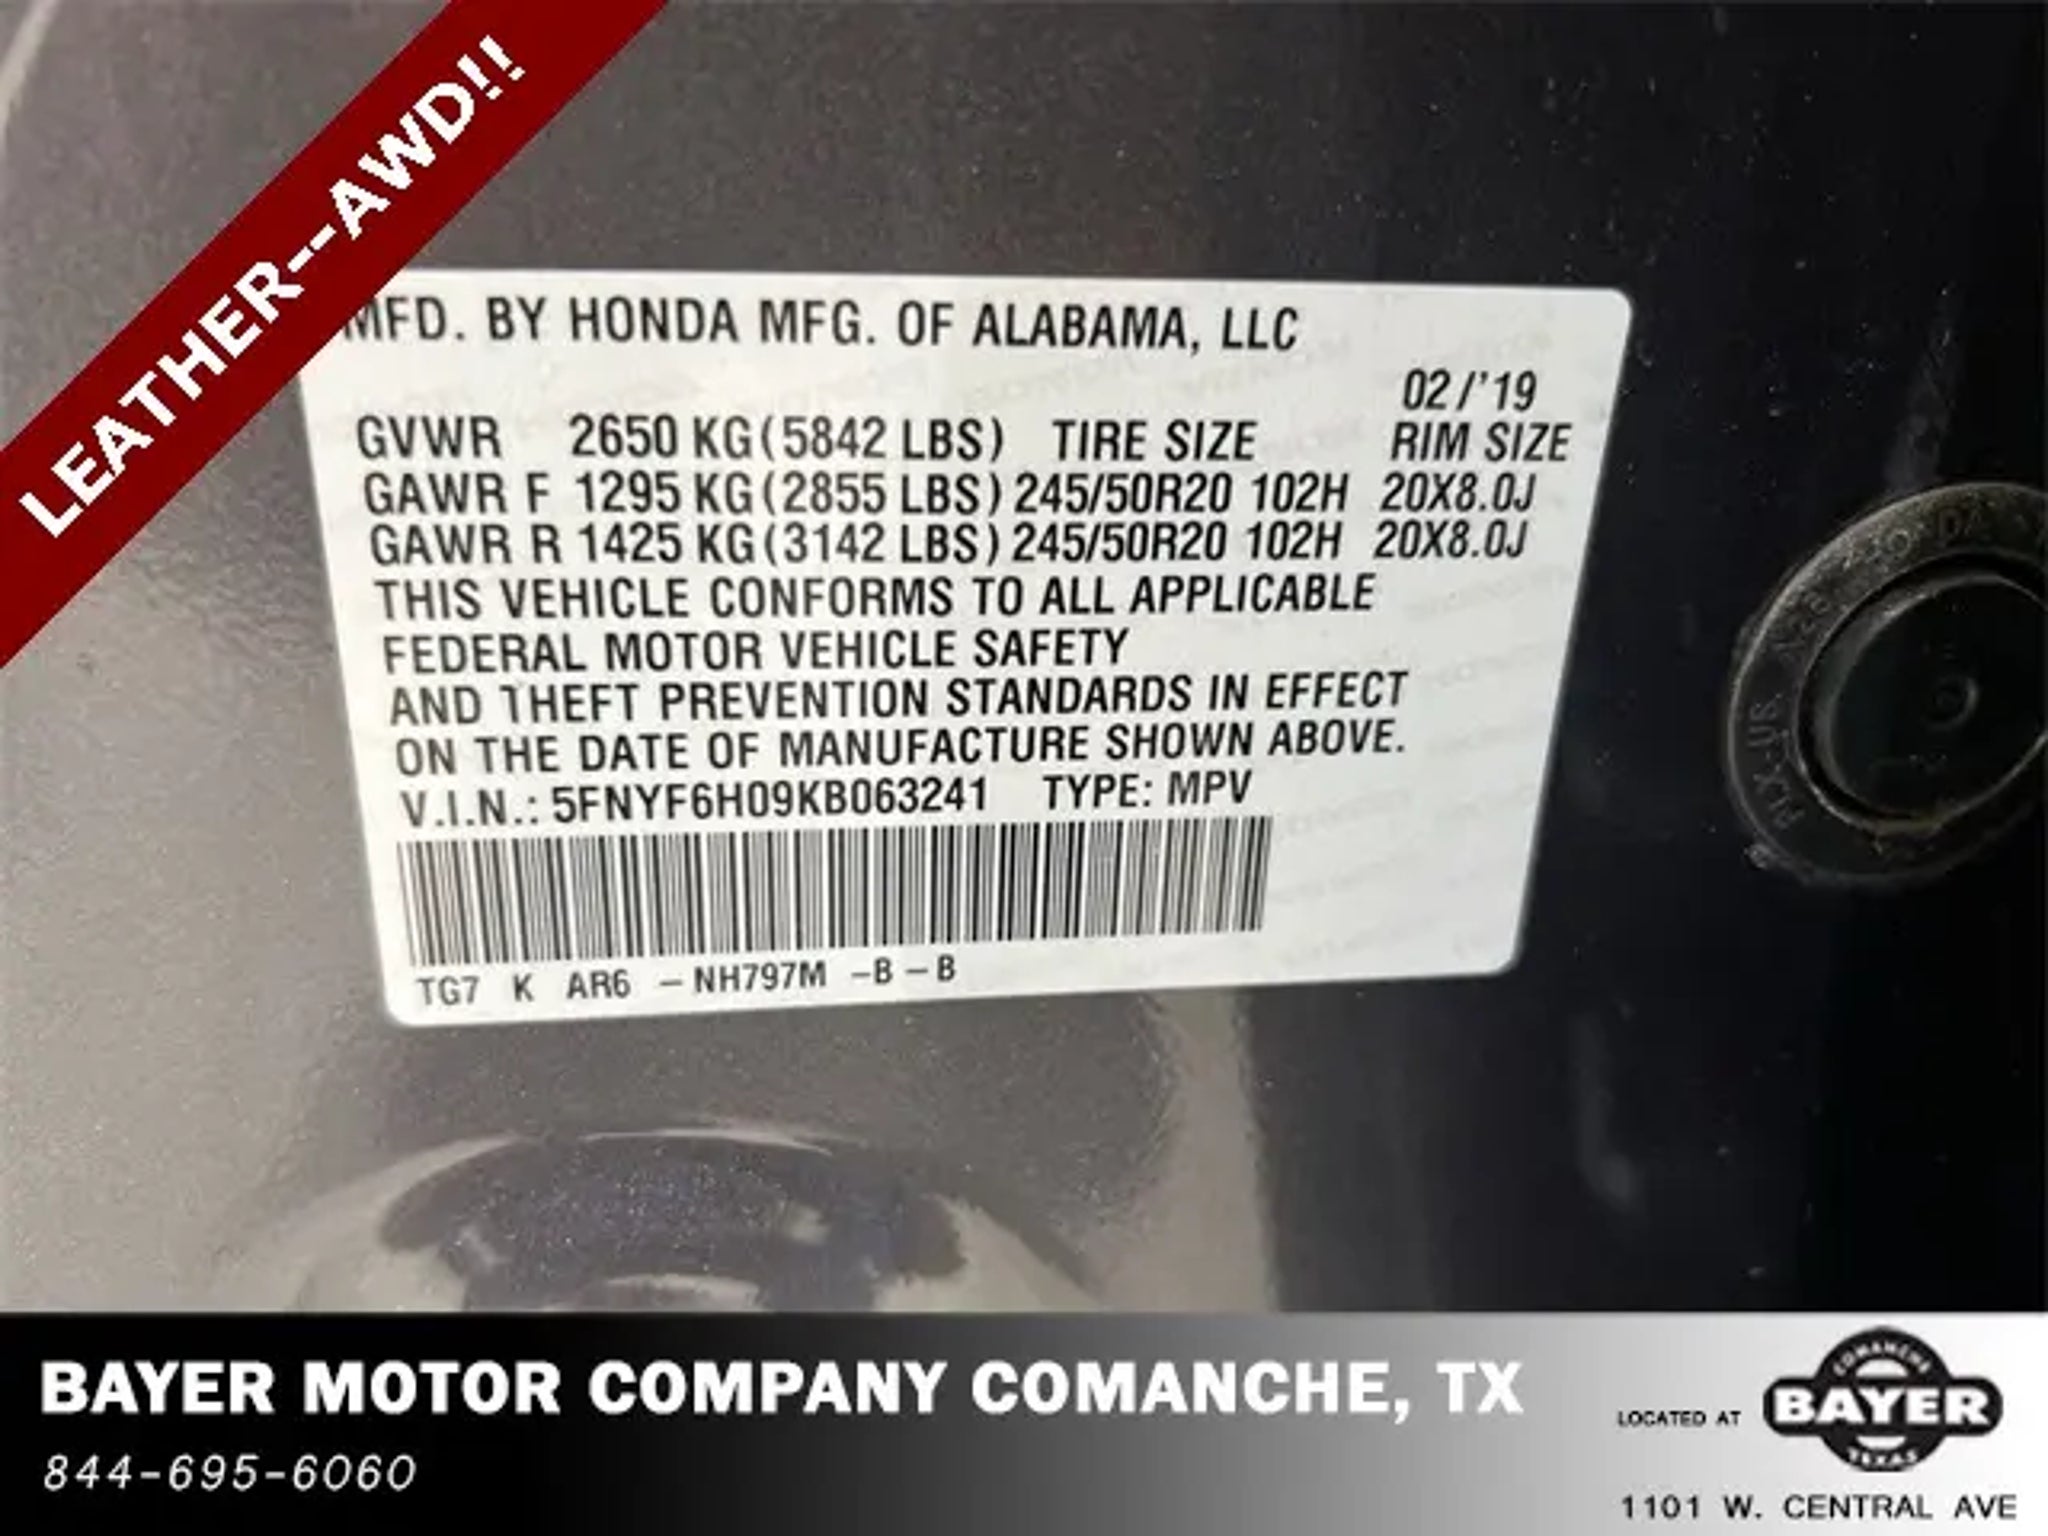 LEATHER--AWD!!
MFD. BY HONDA MFG. OF ALABAMA, LLC
02/'19
GVWR 2650 KG(5842 LBS) TIRE SIZE RIM SIZE
GAWR F 1295 KG(2855 LBS) 245/50R20 102H 20X8.0J
GAWR R 1425 KG(3142 LBS) 245/50R20 102H 20X8.0J
THIS VEHICLE CONFORMS TO ALL APPLICABLE
FEDERAL MOTOR VEHICLE SAFETY
AND THEFT PREVENTION STANDARDS IN EFFECT
ON THE DATE OF MANUFACTURE SHOWN ABOVE.
V.I.N.: 5FNYF6H09KB063241 TYPE: MPV
TG7 K AR6 –NH797M –B–B
BAYER MOTOR COMPANY COMANCHE, TX
844-695-6060
LOCATED AT
COMANCHE
BAYER
TEXAS
1101 W. CENTRAL AVE